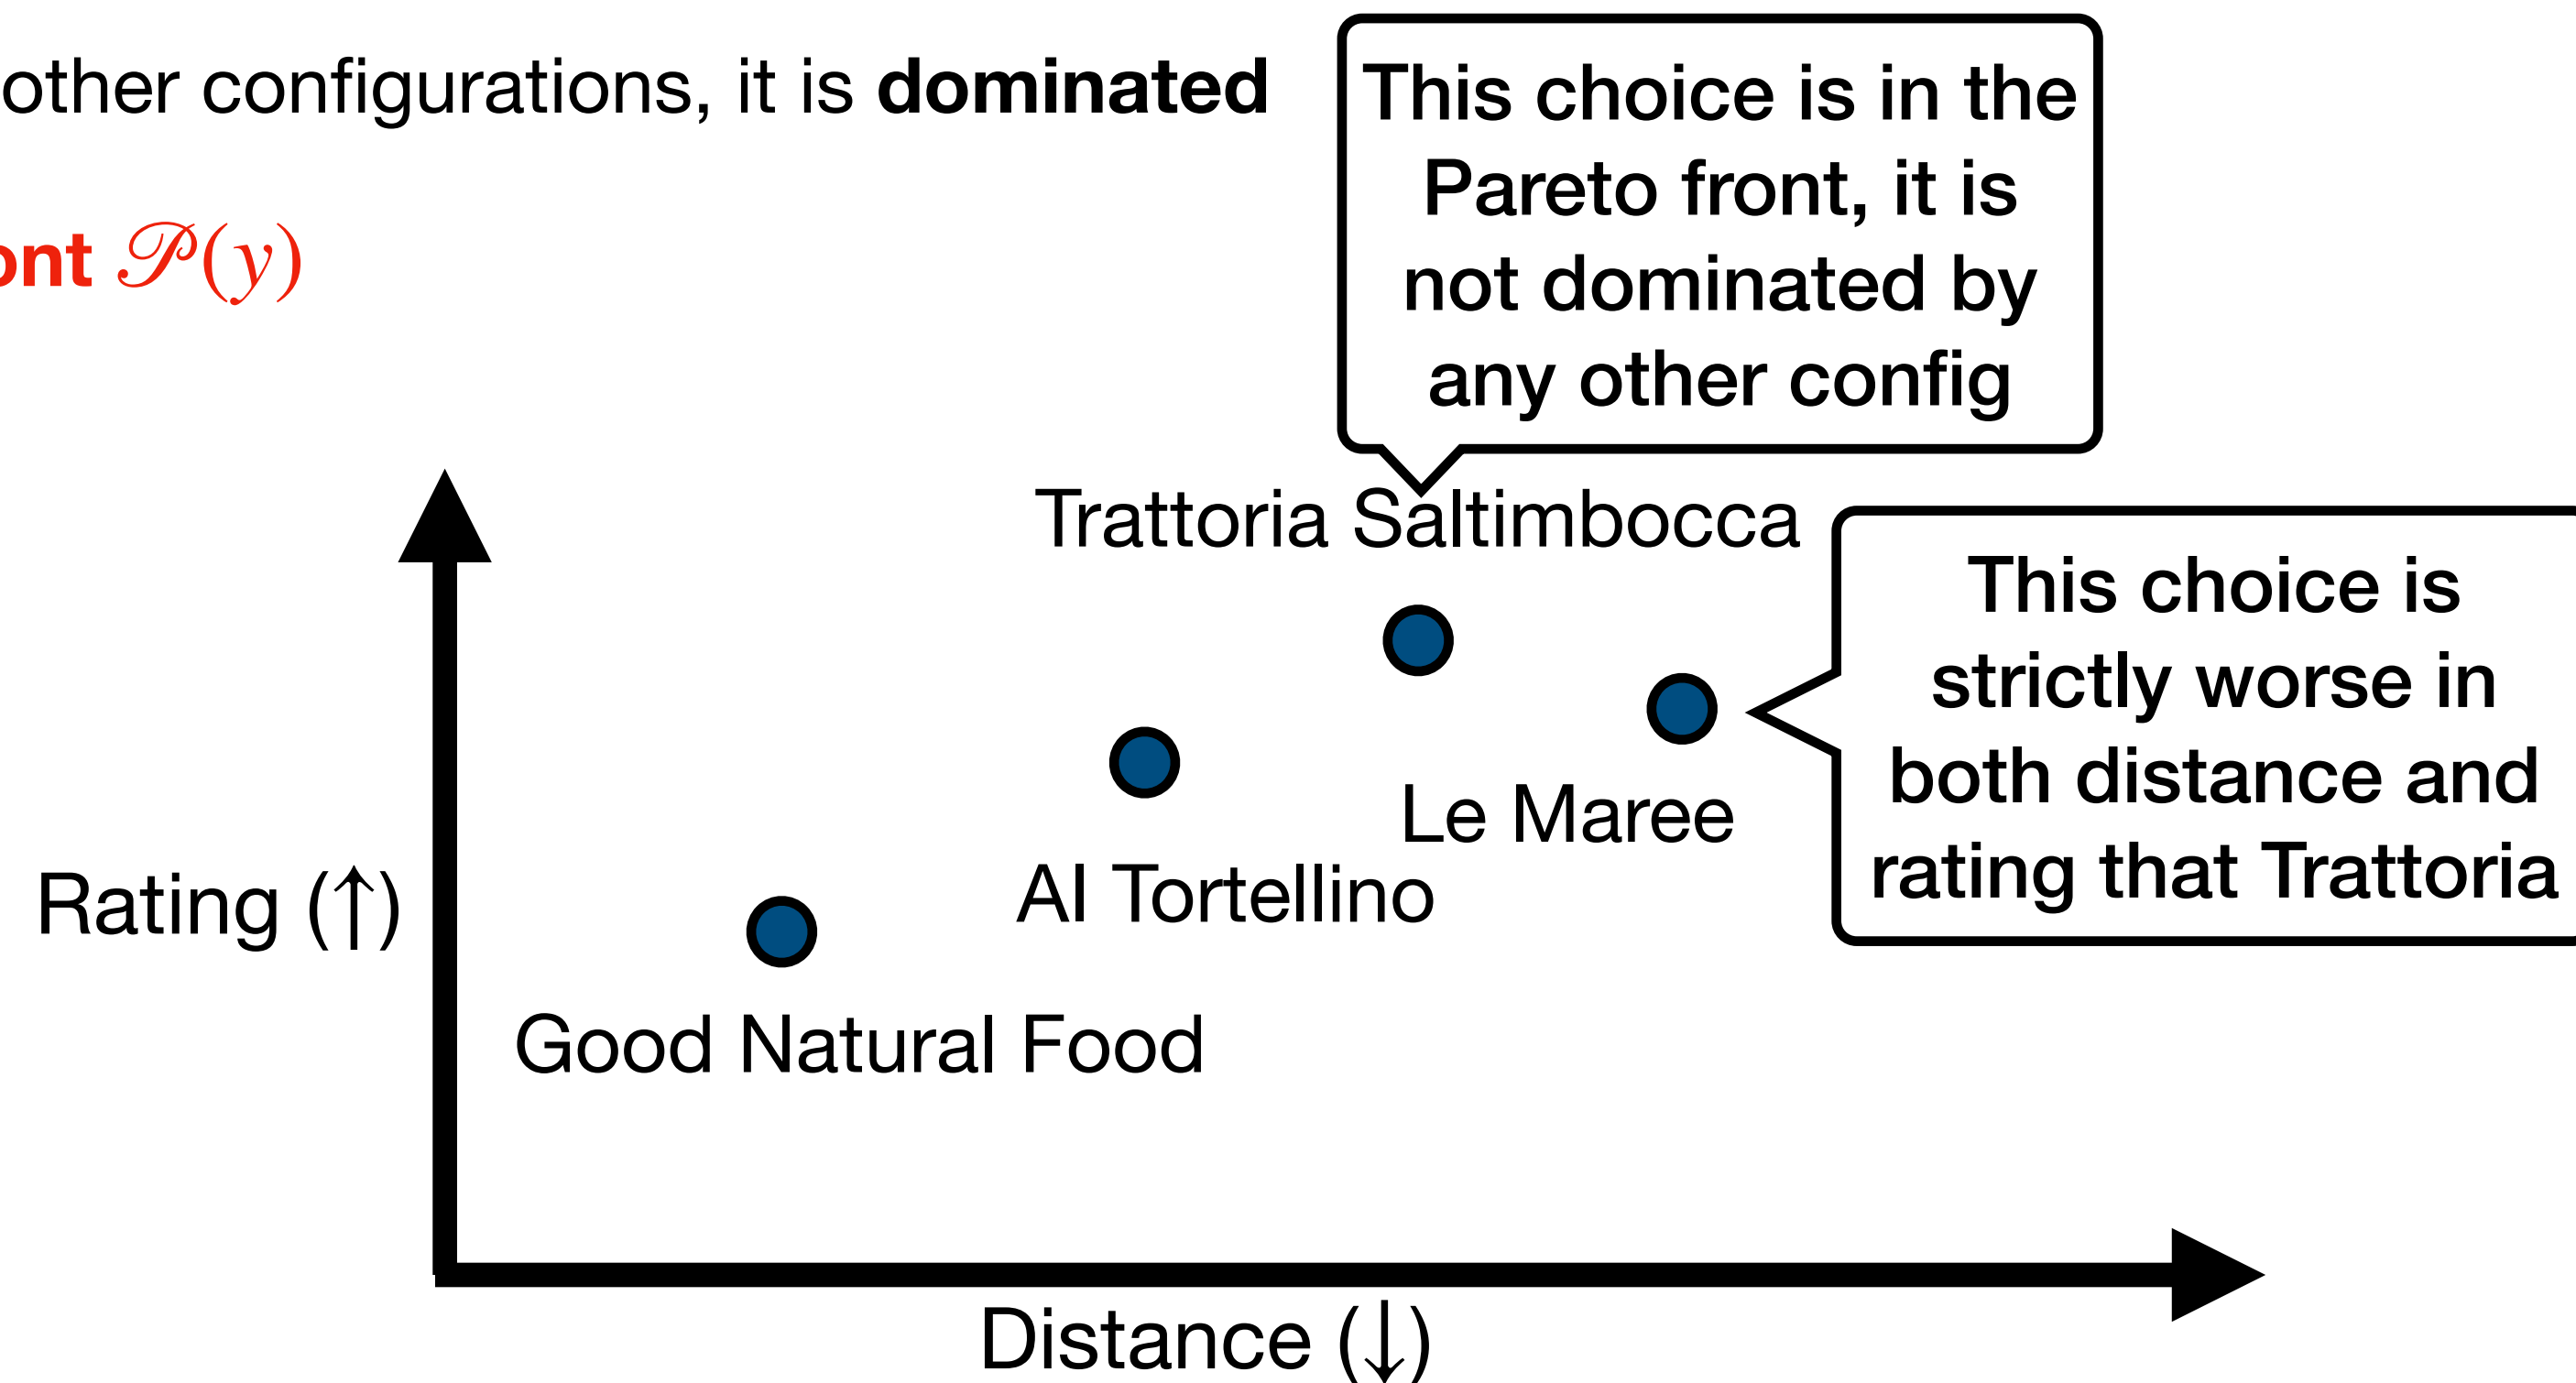 other configurations, it is dominated
ont 𝒫(y)
This choice is in the
Pareto front, it is
not dominated by
any other config
Trattoria Saltimbocca
This choice is
strictly worse in
both distance and
rating that Trattoria
Le Maree
Al Tortellino
Rating (↑)
Good Natural Food
Distance (↓)